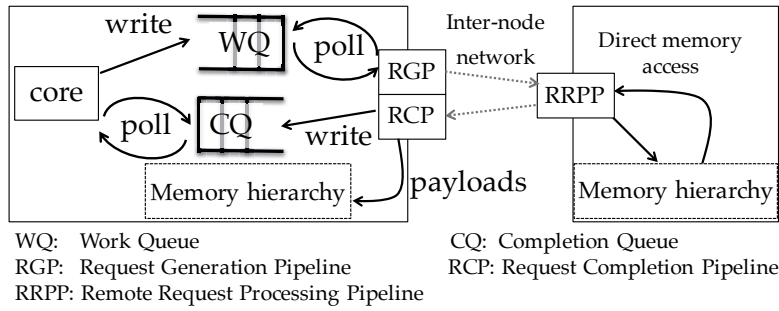 write
WQ
poll
Inter-node
network
Direct memory
access
core
RGP
RCP
RRPP
poll
CQ
write
Memory hierarchy
payloads
Memory hierarchy
WQ: Work Queue
CQ: Completion Queue
RGP: Request Generation Pipeline
RCP: Request Completion Pipeline
RRPP: Remote Request Processing Pipeline